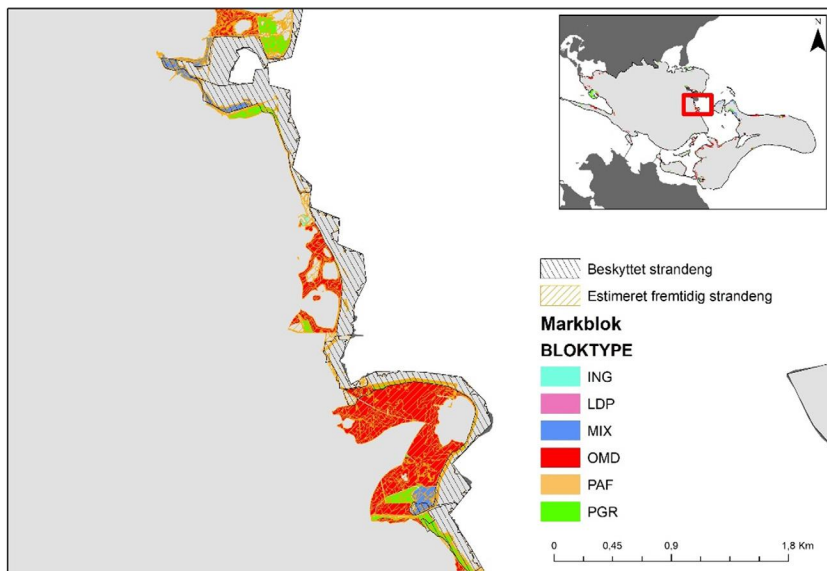 N
Beskyttet strandeng
Estimeret fremtidig strandeng
Markblok
BLOKTYPE
ING
LDP
MIX
OMD
PAF
PGR
0 0,45 0,9 1,8 Km